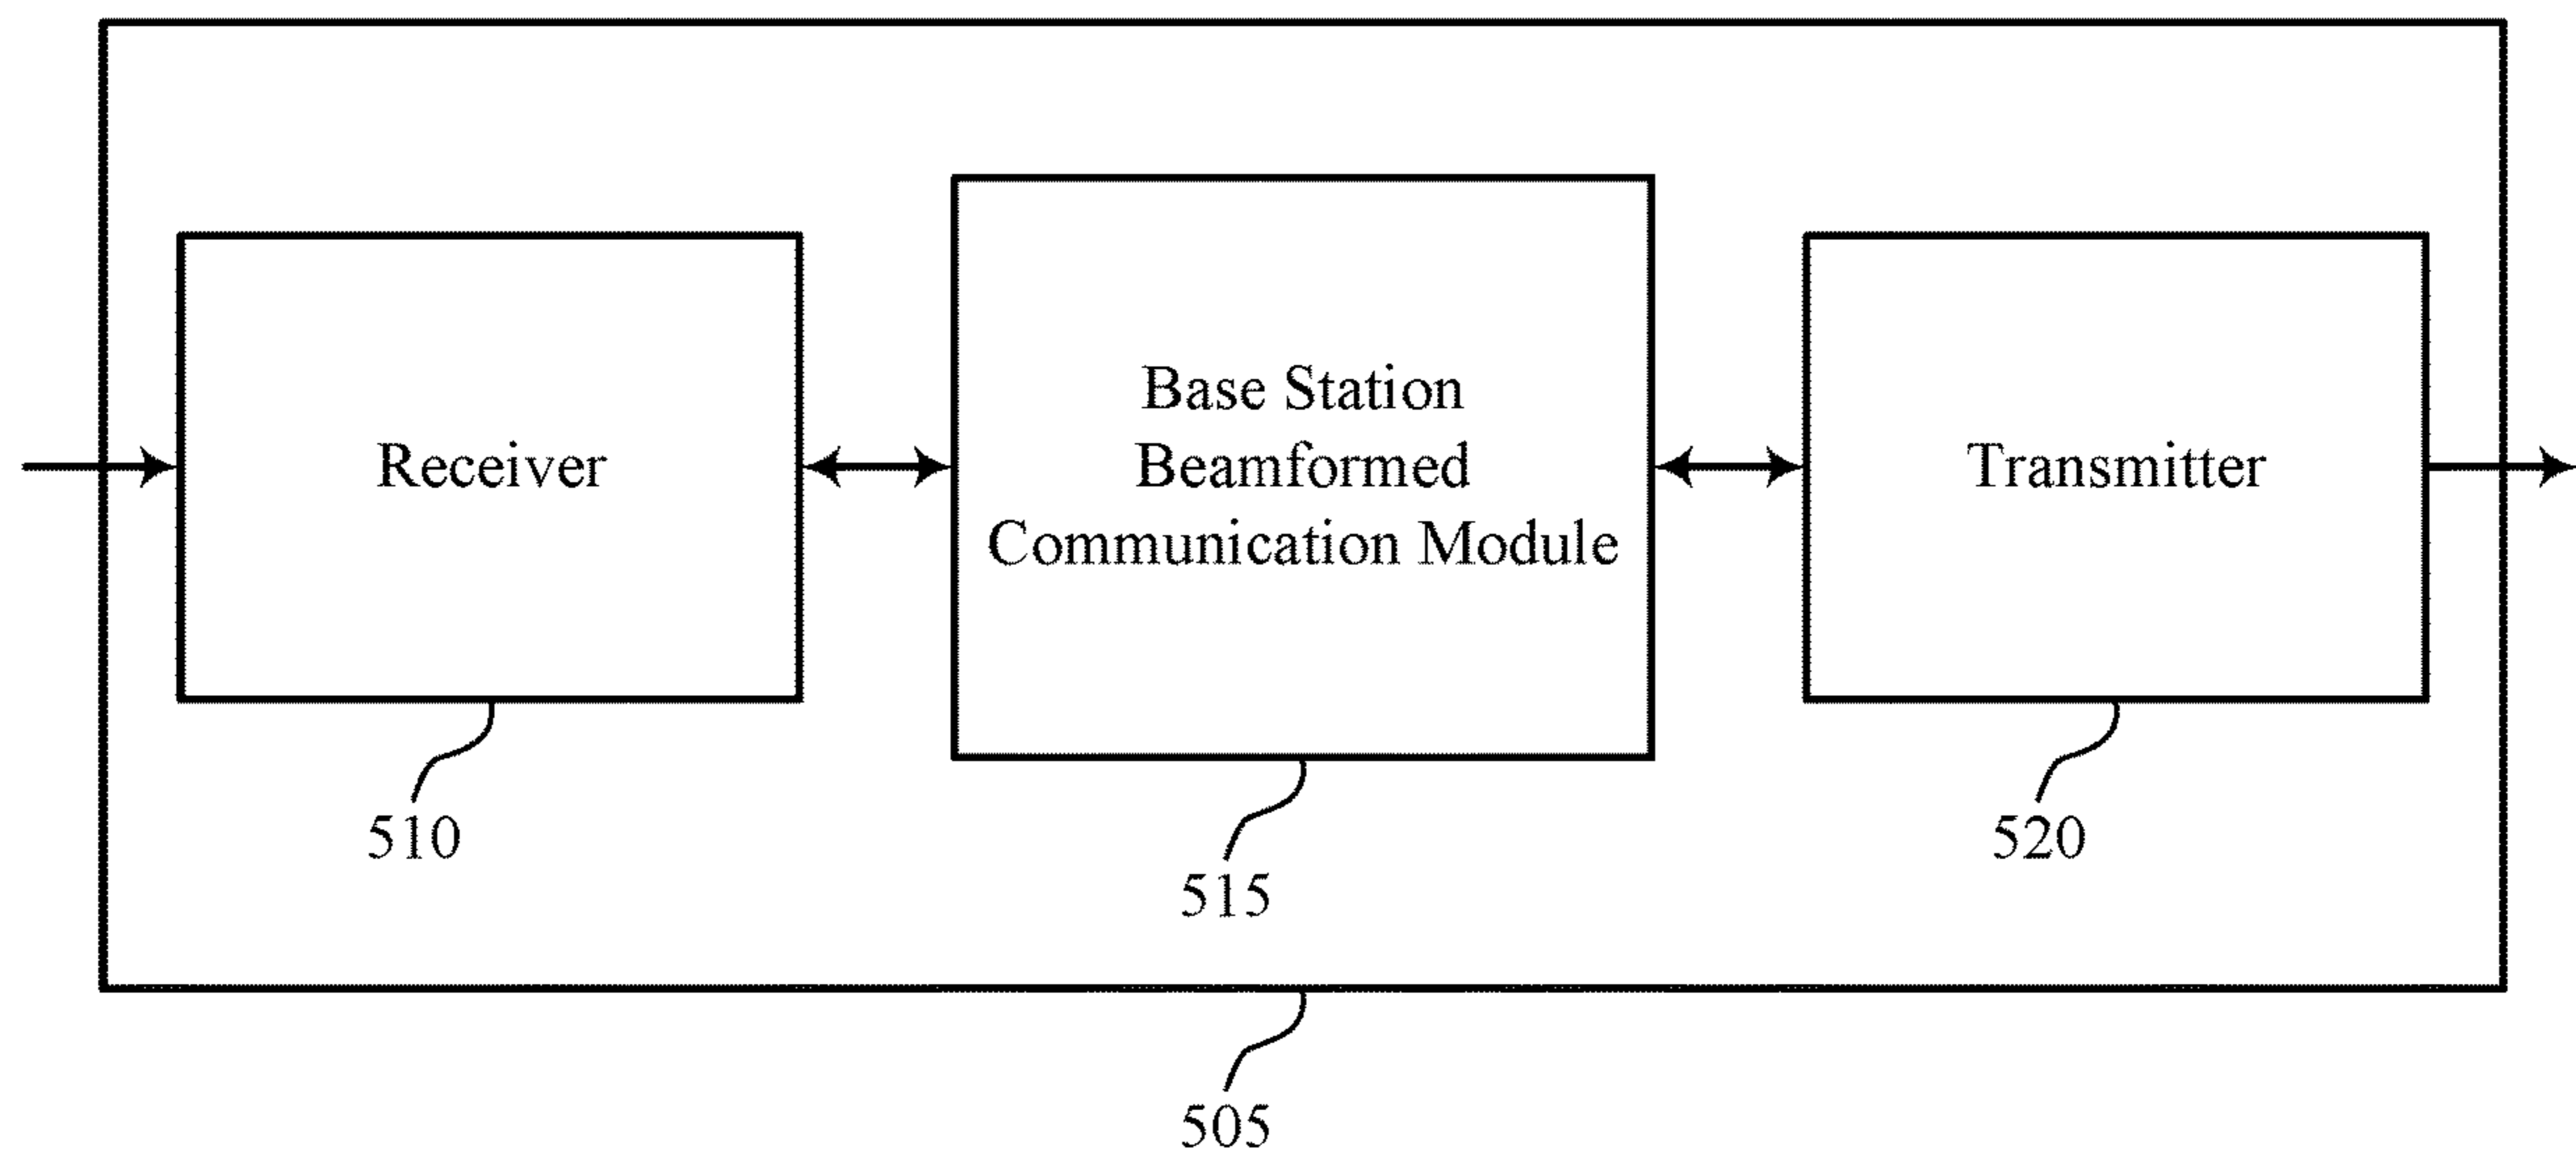 Receiver
Base Station
Beamformed
Communication Module
Transmitter
510
515
520
505